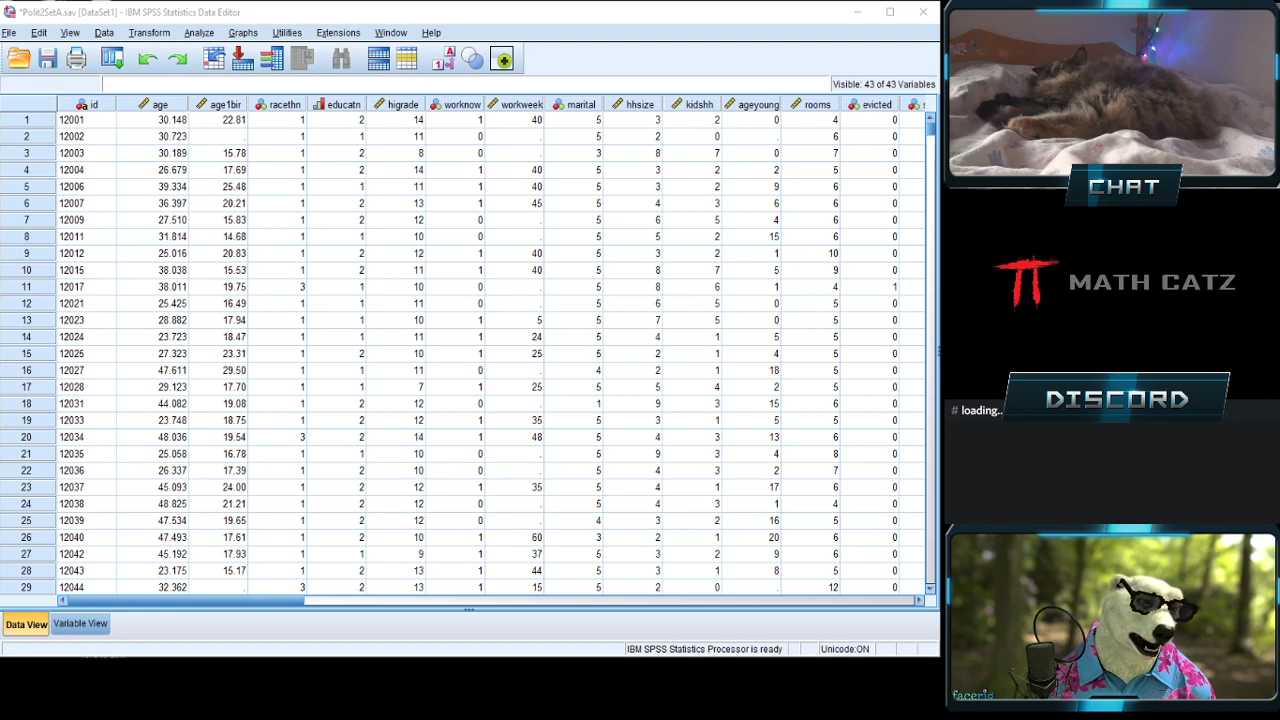 *Polit2SetA.sav [DataSet1] - IBM SPSS Statistics Data Editor
File Edit View Data Transform Analyze Graphs Utilities Extensions Window Help
Visible: 43 of 43 Variables
id age age1bir racethn educatn higrade worknow workweek marital hhsize kidshh ageyoung rooms evicted
1 12001 30.148 22.81 1 2 14 1 40 5 3 2 0 4 0
2 12002 30.723 . 1 1 11 0 . 5 2 0 . 6 0
3 12003 30.189 15.78 1 2 8 0 . 3 8 7 0 7 0
4 12004 26.679 17.69 1 2 14 1 40 5 3 2 2 5 0
5 12006 39.334 25.48 1 1 11 1 40 5 3 2 9 6 0
6 12007 36.397 20.21 1 2 13 1 45 5 4 3 6 6 0
7 12009 27.510 15.83 1 2 12 0 . 5 6 5 4 6 0
8 12011 31.814 14.68 1 1 10 0 . 5 5 2 15 6 0
9 12012 25.016 20.83 1 2 12 1 40 5 3 2 1 10 0
10 12015 38.038 15.53 1 2 11 1 40 5 8 7 5 9 0
11 12017 38.011 19.75 3 1 10 0 . 5 8 6 1 4 1
12 12021 25.425 16.49 1 1 11 0 . 5 6 5 0 5 0
13 12023 28.882 17.94 1 1 10 1 5 5 7 5 0 5 0
14 12024 23.723 18.47 1 1 11 1 24 5 4 1 5 5 0
15 12025 27.323 23.31 1 2 10 1 25 5 2 1 4 5 0
16 12027 47.611 29.50 1 1 11 0 . 4 2 1 18 5 0
17 12028 29.123 17.70 1 1 7 1 25 5 5 4 2 6 0
18 12031 44.082 19.08 1 2 12 0 . 1 9 3 15 6 0
19 12033 23.748 18.75 1 2 12 1 35 5 3 1 5 5 0
20 12034 48.036 19.54 3 2 14 1 48 5 4 3 13 6 0
21 12035 25.058 16.78 1 1 10 0 . 5 9 3 4 8 0
22 12036 26.337 17.39 1 2 10 0 . 5 4 3 2 7 0
23 12037 45.093 24.00 1 2 12 1 35 5 4 1 17 6 0
24 12038 48.825 21.21 1 2 12 0 . 5 4 3 1 4 0
25 12039 47.534 19.65 1 2 12 0 . 4 3 2 16 5 0
26 12040 47.493 17.61 1 2 10 1 60 3 2 1 20 6 0
27 12042 45.192 17.93 1 1 9 1 37 5 3 2 9 6 0
28 12043 23.175 15.17 1 2 13 1 44 5 3 1 8 5 0
29 12044 32.362 . 3 2 13 1 15 5 2 0 . 12 0
Data View Variable View
IBM SPSS Statistics Processor is ready Unicode:ON
CHAT
MATH CATZ
DISCORD
# loading..
facerig